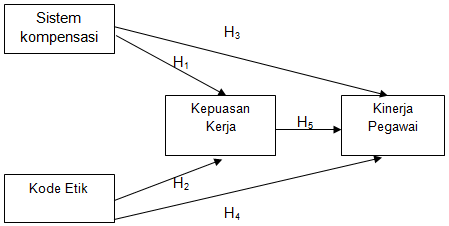 Sistem
kompensasi
H3
H1
Kepuasan
Kerja
Kinerja
Pegawai
H5
Kode Etik
H2
H4